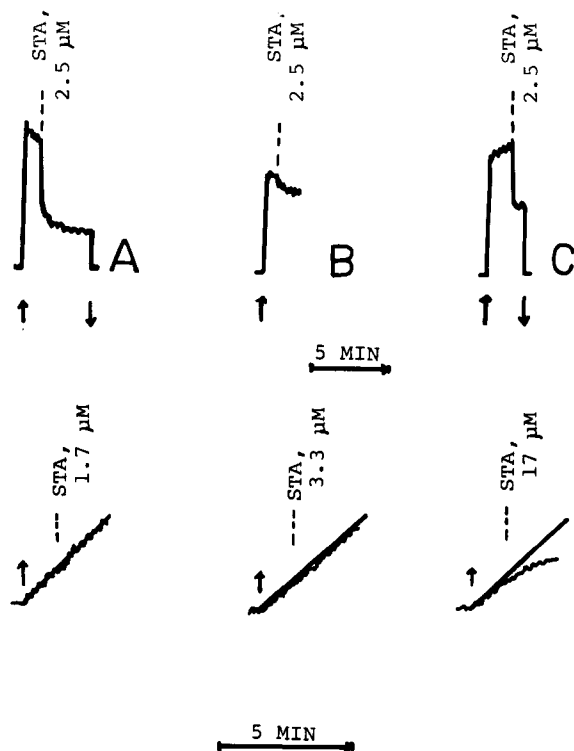 STA,
2.5 µM
STA,
2.5 µM
STA,
2.5 µM
A
B
C
5 MIN
STA,
1.7 µM
STA,
3.3 µM
STA,
17 µM
5 MIN